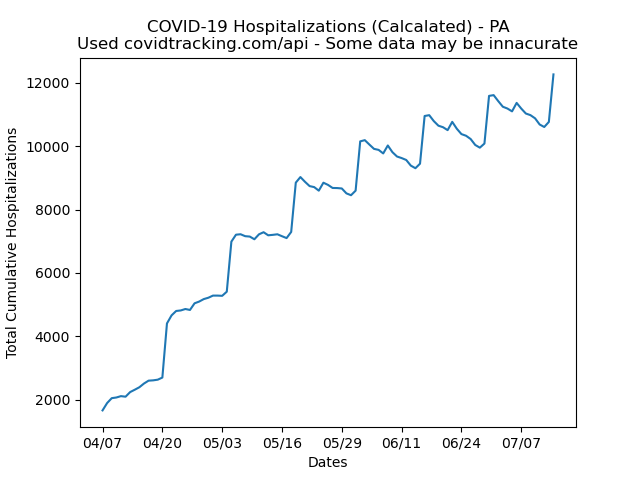 COVID-19 Hospitalizations (Calcalated) - PA
Used covidtracking.com/api - Some data may be innacurate
Total Cumulative Hospitalizations
12000
10000
8000
6000
4000
2000
04/07 04/20 05/03 05/16 05/29 06/11 06/24 07/07
Dates